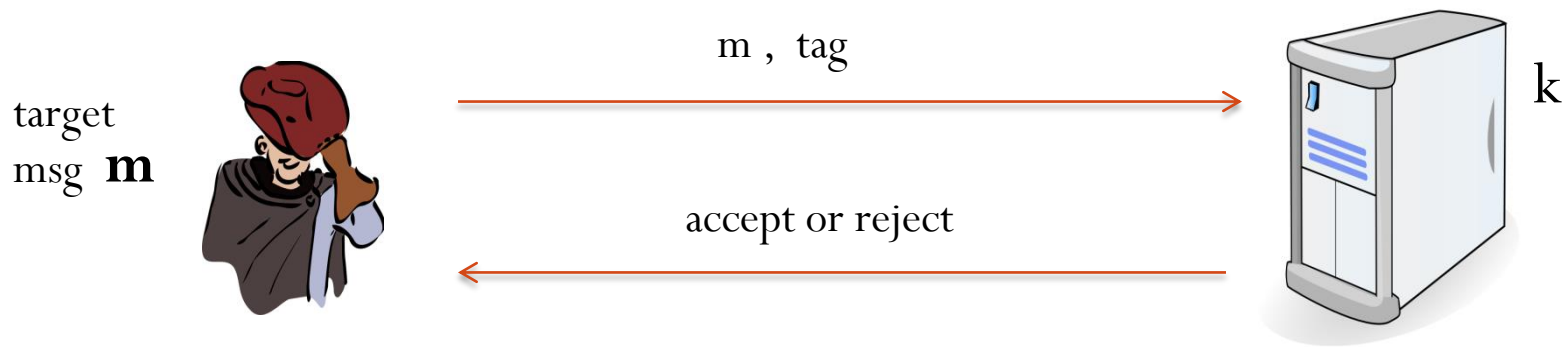 m , tag
k
target
msg m
accept or reject